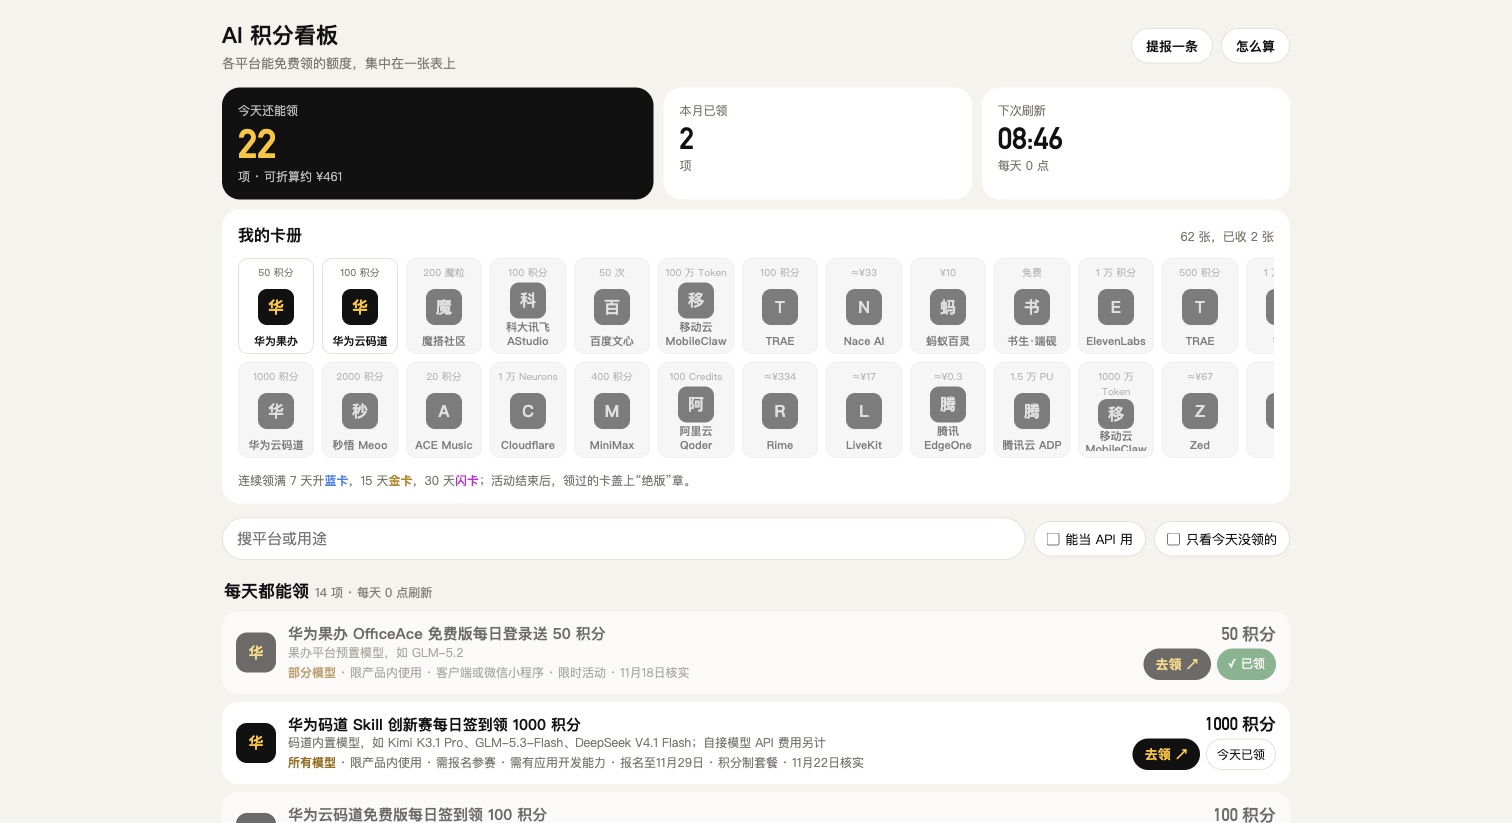 AI 积分看板
各平台能免费领的额度，集中在一张表上
提报一条
怎么算
今天还能领
22
项 · 可折算约 ¥461
本月已领
2
项
下次刷新
08:46
每天 0 点
我的卡册
62 张，已收 2 张
50 积分
华
华为果办
100 积分
华
华为云码道
200 魔粒
魔
魔搭社区
100 积分
科
科大讯飞
AStudio
50 次
百
百度文心
100 万 Token
移
移动云
MobileClaw
100 积分
T
TRAE
≈¥33
N
Nace AI
¥10
蚂
蚂蚁百灵
免费
书
书生·端砚
1 万 积分
E
ElevenLabs
500 积分
T
TRAE
1000 积分
华
华为云码道
2000 积分
秒
秒悟 Meoo
20 积分
A
ACE Music
1 万 Neurons
C
Cloudflare
400 积分
M
MiniMax
100 Credits
阿
阿里云
Qoder
≈¥334
R
Rime
≈¥17
L
LiveKit
≈¥0.3
腾
腾讯
EdgeOne
1.5 万 PU
腾
腾讯云 ADP
1000 万
Token
移
移动云
MobileClaw
≈¥67
Z
Zed
连续领满 7 天升蓝卡，15 天金卡，30 天闪卡；活动结束后，领过的卡盖上“绝版”章。
搜平台或用途
能当 API 用
只看今天没领的
每天都能领 14 项 · 每天 0 点刷新
华
华为果办 OfficeAce 免费版每日登录送 50 积分
果办平台预置模型，如 GLM-5.2
部分模型 · 限产品内使用 · 客户端或微信小程序 · 限时活动 · 11月18日核实
50 积分
去领 ↗
✓ 已领
华
华为码道 Skill 创新赛每日签到领 1000 积分
码道内置模型，如 Kimi K3.1 Pro、GLM-5.3-Flash、DeepSeek V4.1 Flash；自接模型 API 费用另计
所有模型 · 限产品内使用 · 需报名参赛 · 需有应用开发能力 · 报名至11月29日 · 积分制套餐 · 11月22日核实
1000 积分
去领 ↗
今天已领
华为云码道免费版每日签到领 100 积分
100 积分